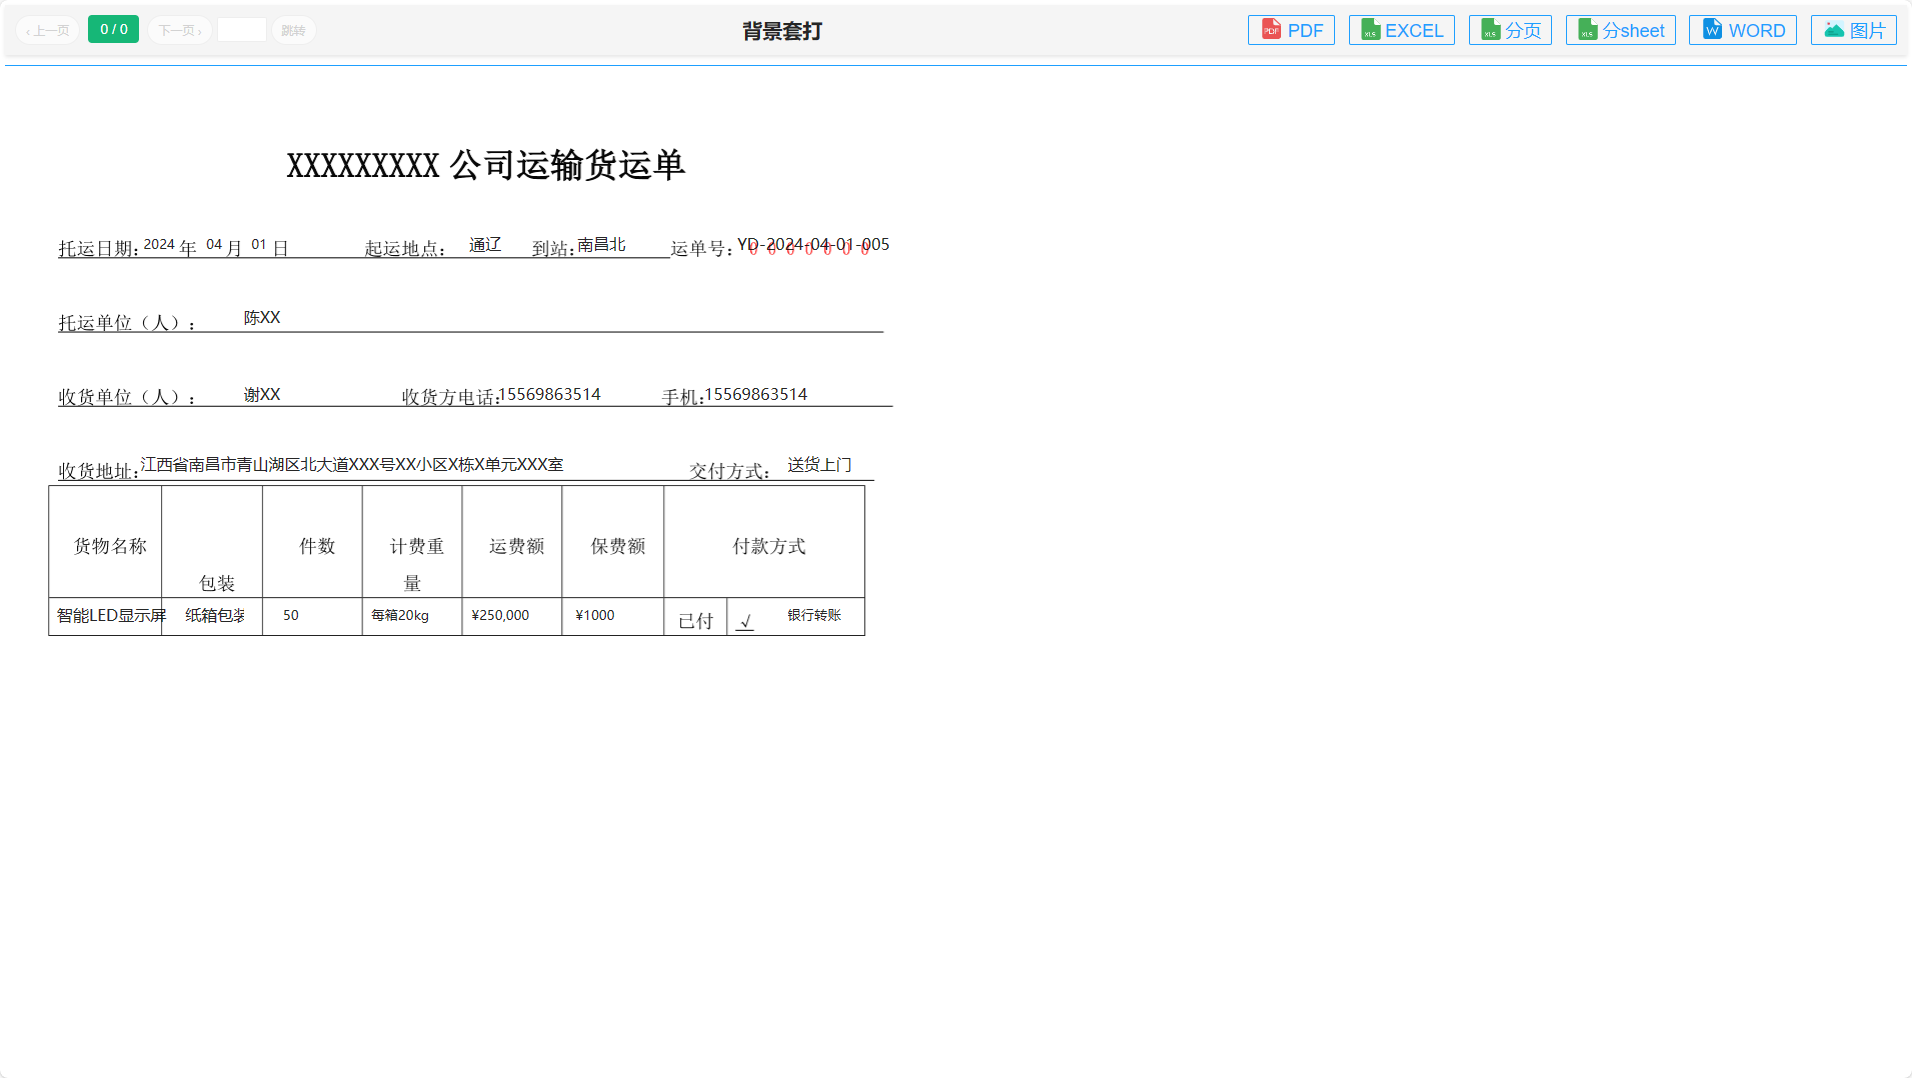 ‹ 上一页 0 / 0 下一页 › 跳转 背景套打 PDF EXCEL 分页 分sheet WORD 图片
XXXXXXXXX 公司运输货运单
托运日期: 2024 年 04 月 01 日 起运地点: 通辽 到站: 南昌北 运单号: YD-2024-04-01-005 0 0 0 0 0 0 0
托运单位（人）: 陈XX
收货单位（人）: 谢XX 收货方电话: 15569863514 手机: 15569863514
收货地址: 江西省南昌市青山湖区北大道XXX号XX小区X栋X单元XXX室 交付方式: 送货上门
货物名称 包装 件数 计费重量 运费额 保费额 付款方式
智能LED显示屏 纸箱包装 50 每箱20kg ¥250,000 ¥1000 已付 √ 银行转账